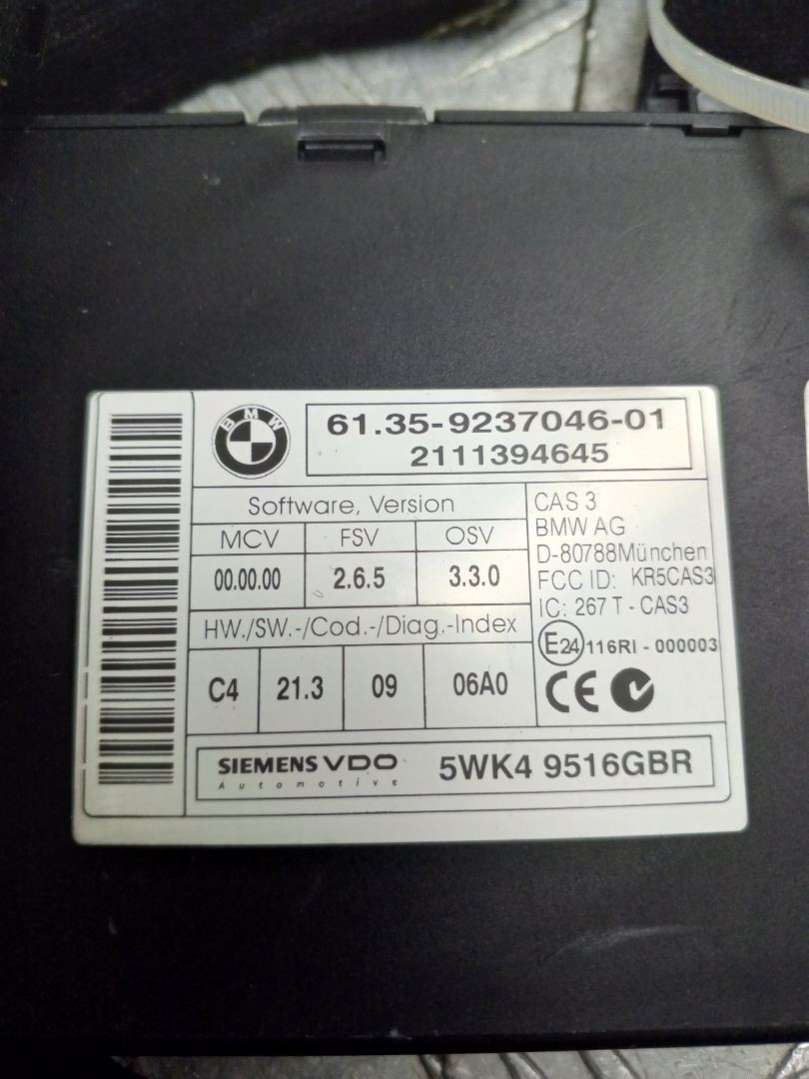 BMW
61.35-9237046-01
2111394645
Software, Version
MCV FSV OSV
00.00.00 2.6.5 3.3.0
HW./SW.-/Cod.-/Diag.-Index
C4 21.3 09 06A0
CAS 3
BMW AG
D-80788München
FCC ID: KR5CAS3
IC: 267 T - CAS3
E24 116RI - 000003
CE
SIEMENS VDO
Automotive
5WK4 9516GBR